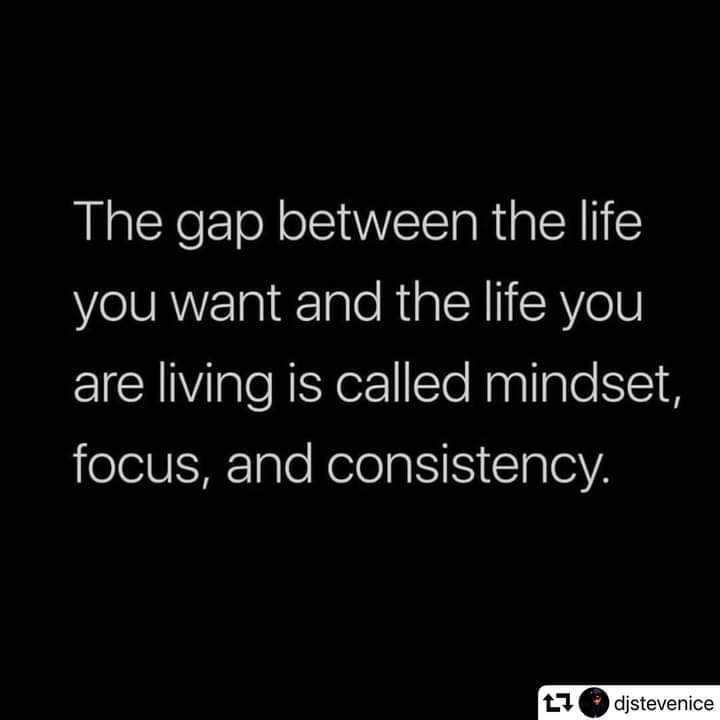 The gap between the life
you want and the life you
are living is called mindset,
focus, and consistency.
djstevenice